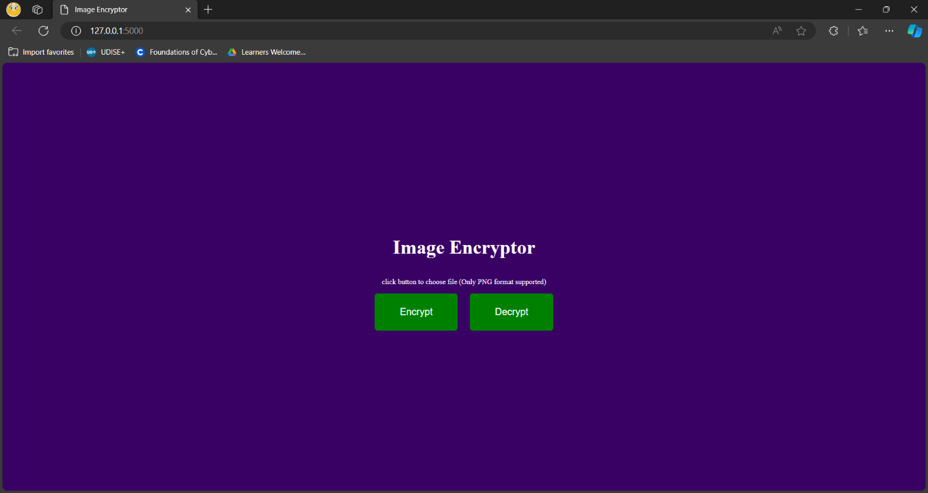 Image Encryptor
127.0.0.1:5000
Import favorites
UDISE+
Foundations of Cyb...
Learners Welcome...
Image Encryptor
click button to choose file (Only PNG format supported)
Encrypt
Decrypt